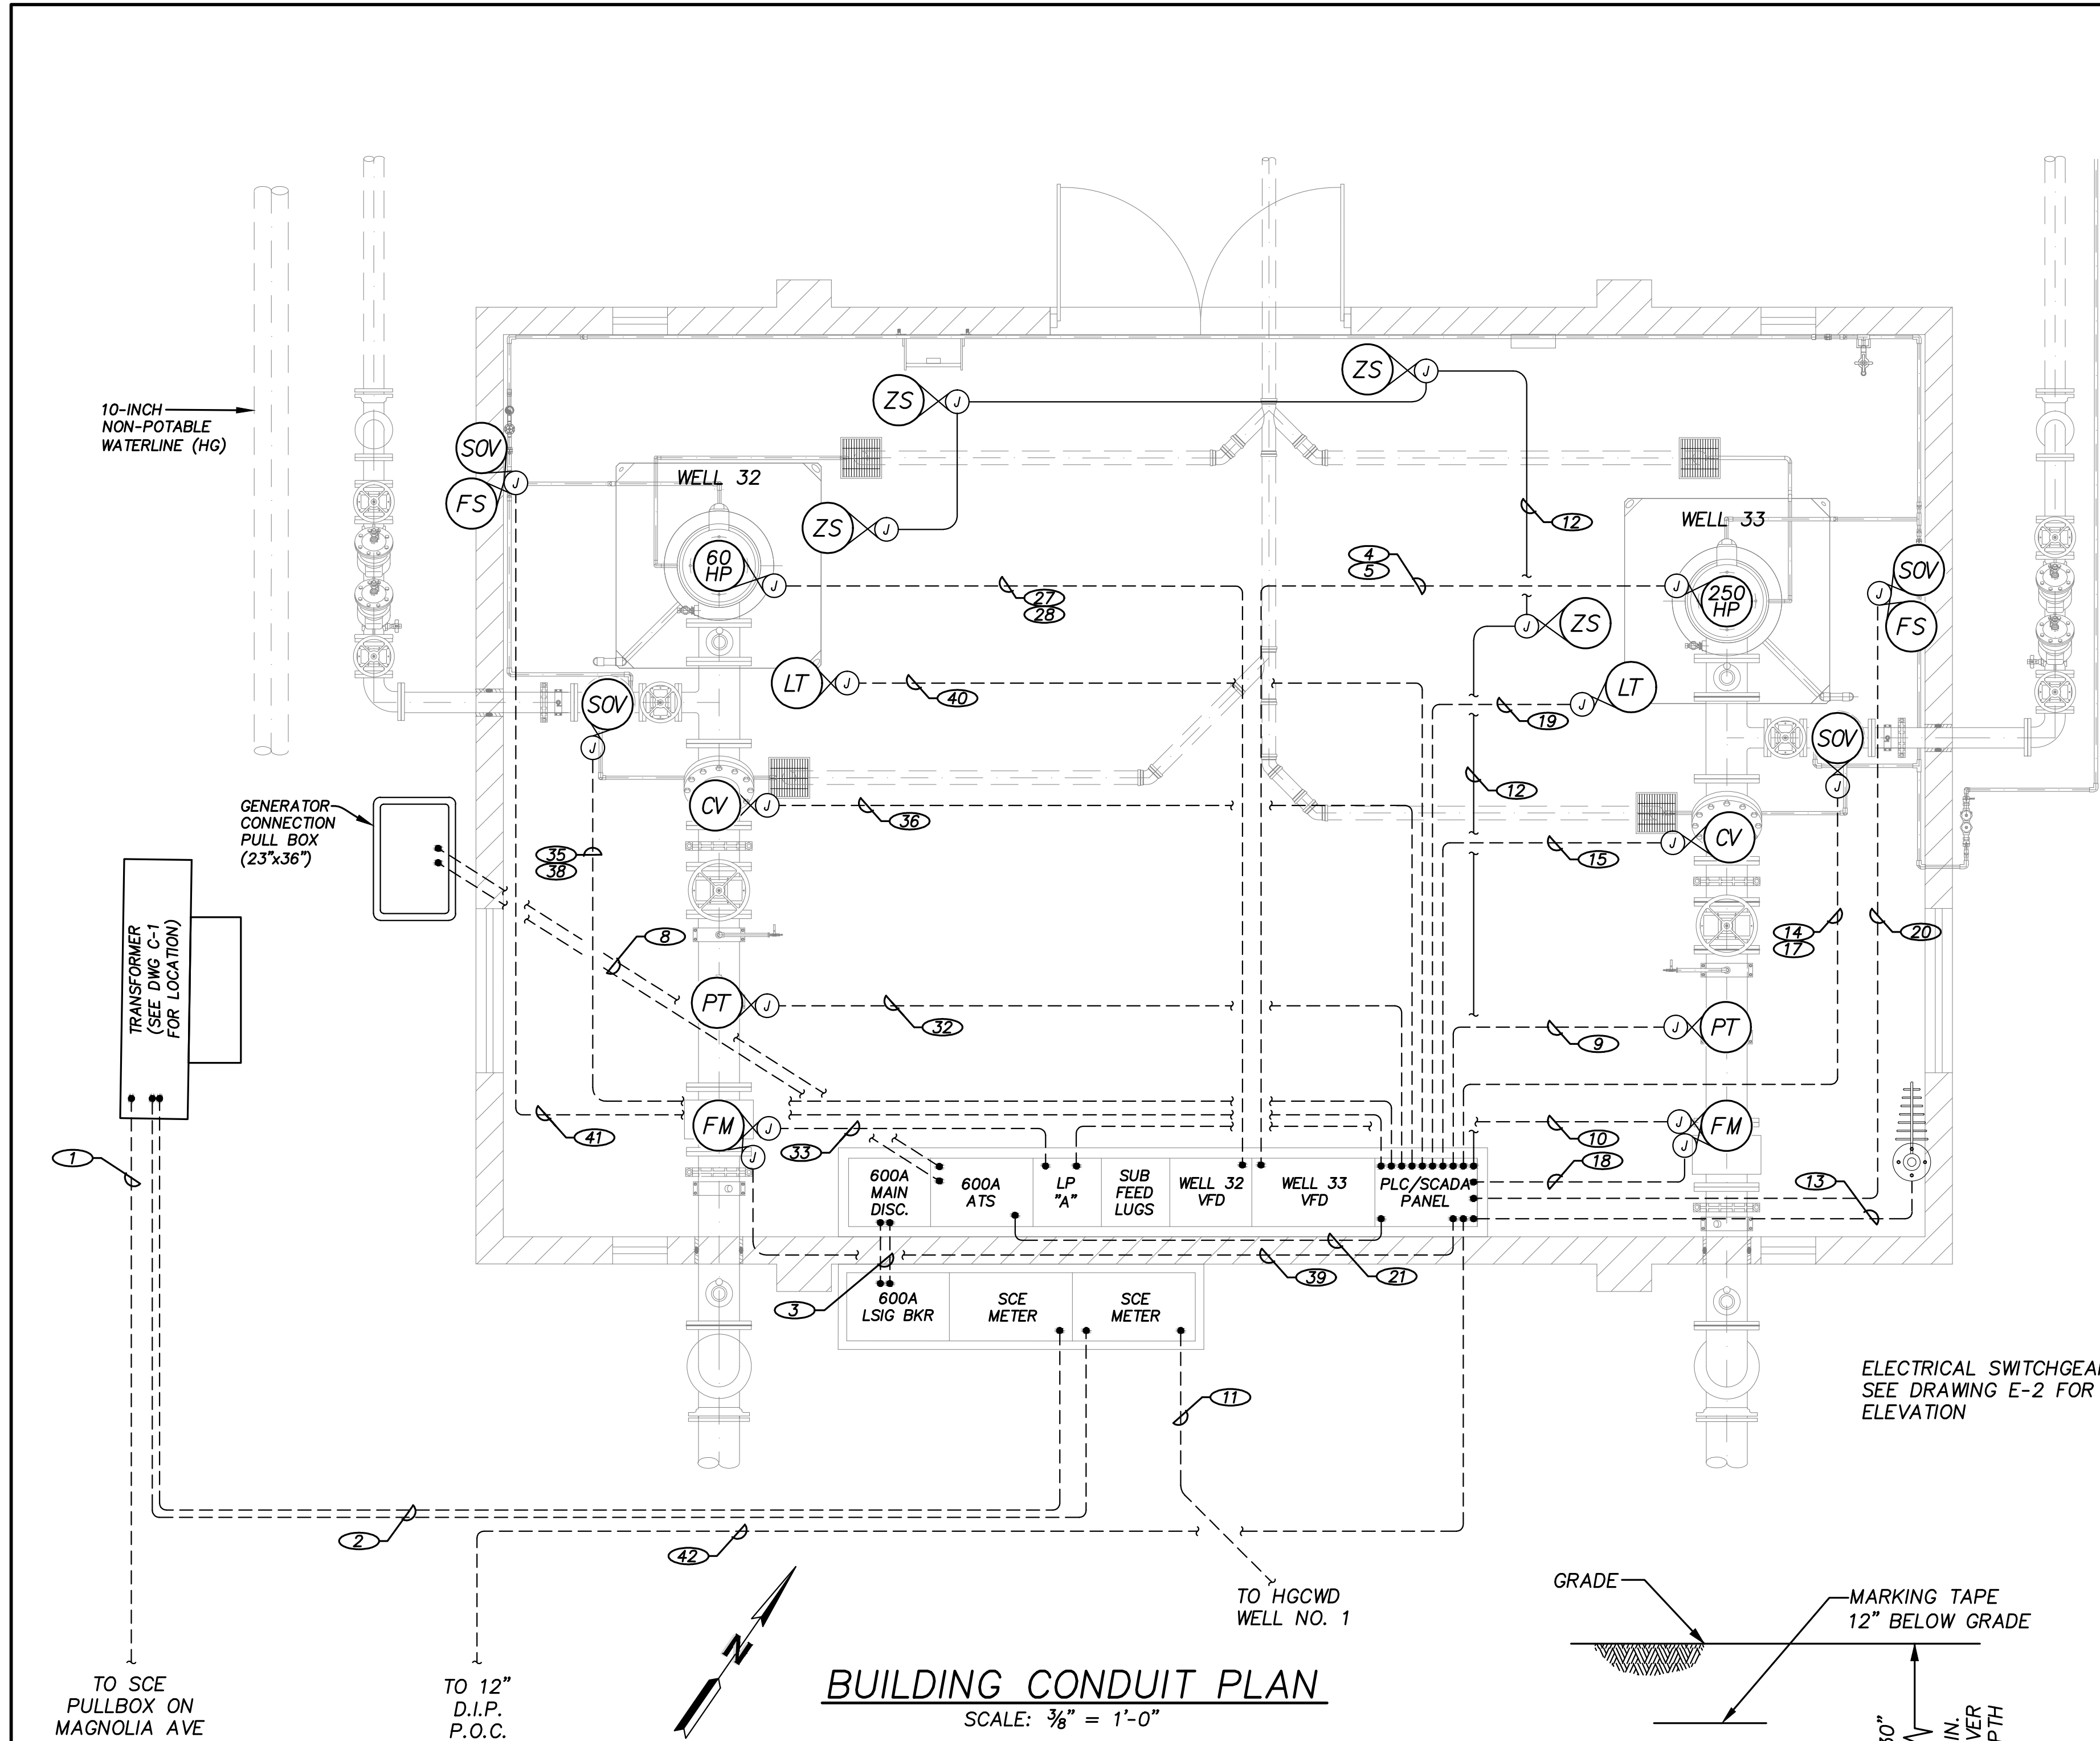 10-INCH
NON-POTABLE
WATERLINE (HG)
ZS
J
ZS
J
SOV
J
FS
WELL 32
ZS
J
60
HP
J
12
4
5
27
28
WELL 33
250
HP
J
SOV
J
FS
J
ZS
LT
J
40
LT
J
19
SOV
J
SOV
J
12
GENERATOR
CONNECTION
PULL BOX
(23"x36")
CV
J
36
CV
J
15
35
38
TRANSFORMER
(SEE DWG C-1
FOR LOCATION)
8
14
17
20
PT
J
32
PT
J
9
FM
J
J
33
41
FM
J
J
10
18
13
1
600A
MAIN
DISC.
600A
ATS
LP
"A"
SUB
FEED
LUGS
WELL 32
VFD
WELL 33
VFD
PLC/SCADA
PANEL
3
39
21
600A
LSIG BKR
SCE
METER
SCE
METER
11
ELECTRICAL SWITCHGEAR
SEE DRAWING E-2 FOR
ELEVATION
2
42
TO HGCWD
WELL NO. 1
GRADE
MARKING TAPE
12" BELOW GRADE
N
TO SCE
PULLBOX ON
MAGNOLIA AVE
TO 12"
D.I.P.
P.O.C.
BUILDING CONDUIT PLAN
SCALE: 3/8" = 1'-0"